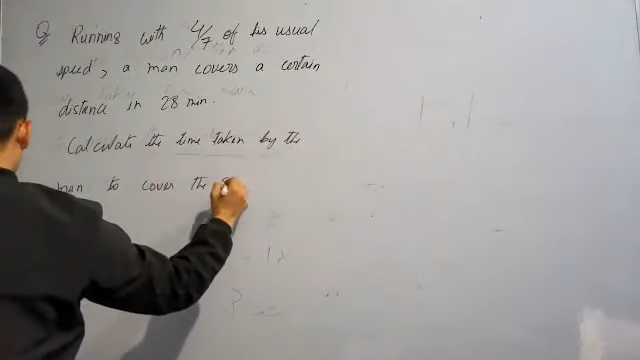 Q Running with 4/7 of his usual
speed, a man covers a certain
distance in 28 min.
Calculate the time taken by the
man to cover the